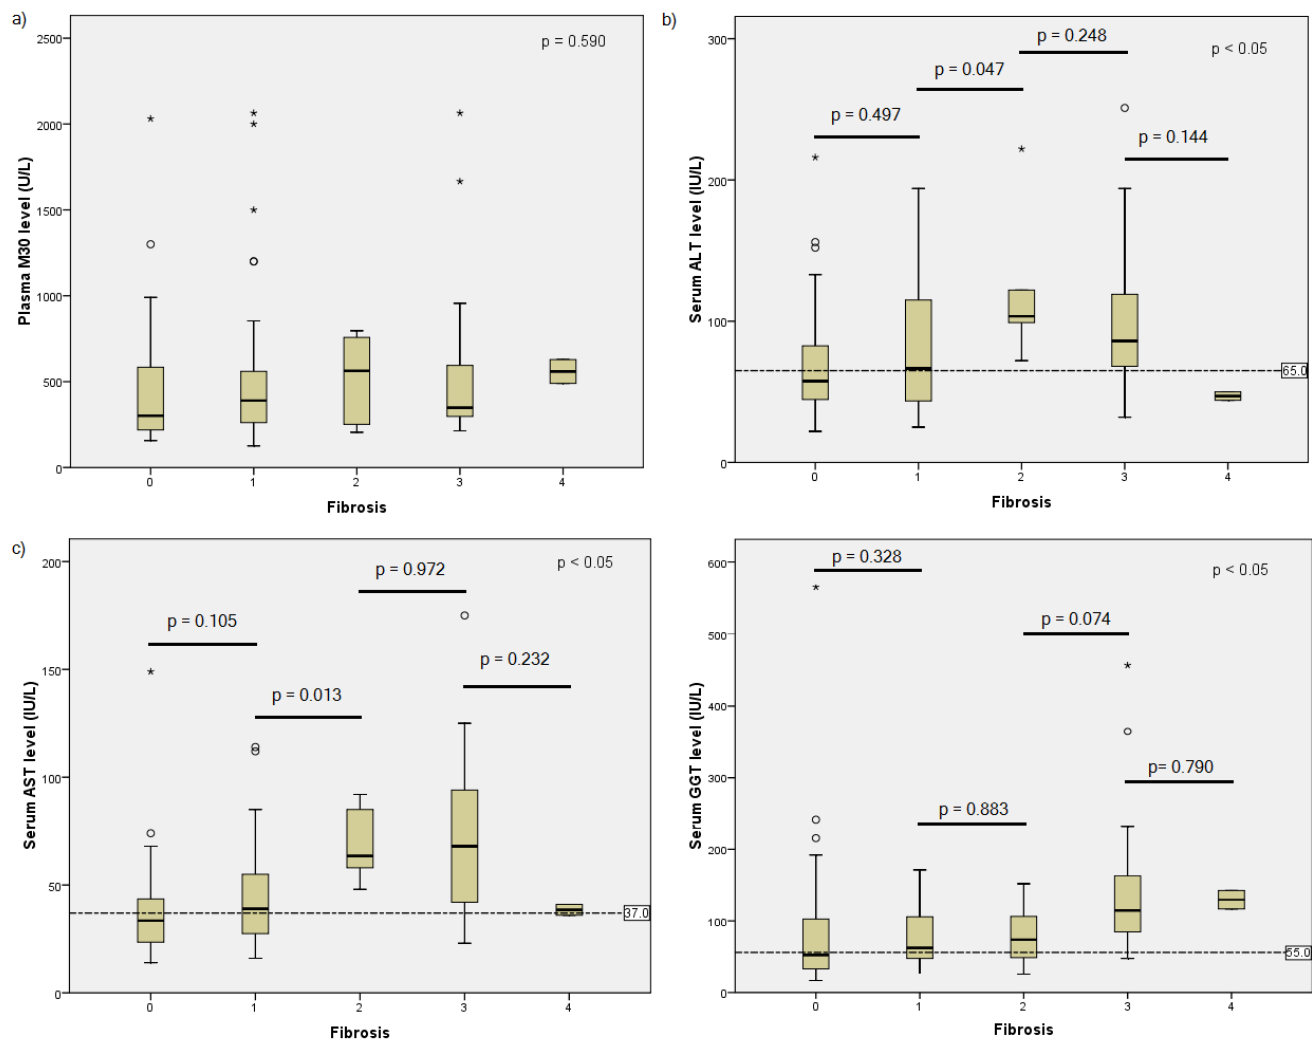 a)
p = 0.590
2500
2000
1500
1000
500
0
Plasma M30 level (U/L)
0 1 2 3 4
Fibrosis
b)
p < 0.05
p = 0.248
p = 0.047
p = 0.497
p = 0.144
300
200
100
0
65.0
Serum ALT level (IU/L)
0 1 2 3 4
Fibrosis
c)
p < 0.05
p = 0.972
p = 0.105
p = 0.232
p = 0.013
200
150
100
50
0
37.0
Serum AST level (IU/L)
0 1 2 3 4
Fibrosis
p = 0.328
p < 0.05
p = 0.074
p= 0.790
p = 0.883
600
500
400
300
200
100
0
55.0
Serum GGT level (IU/L)
0 1 2 3 4
Fibrosis